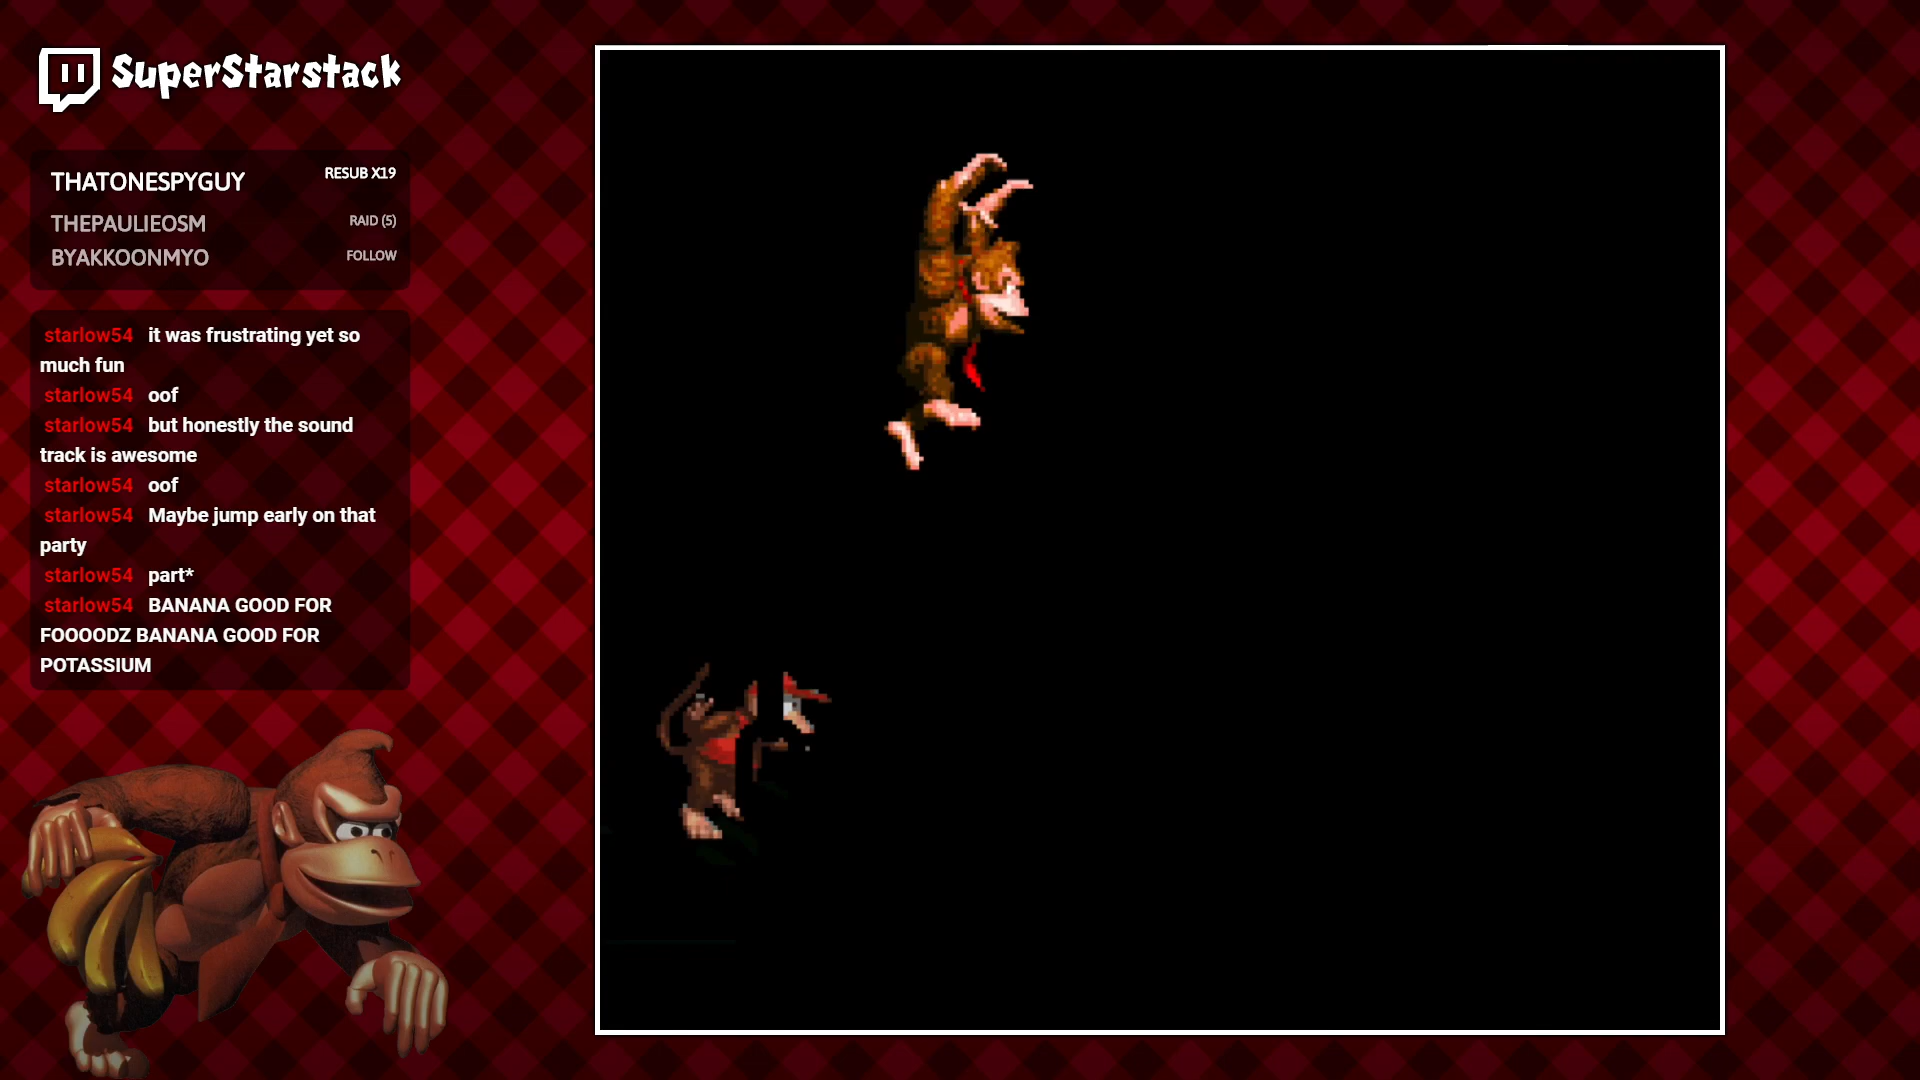 SuperStarstack
THATONESPYGUY RESUB X19
THEPAULIEOSM RAID (5)
BYAKKOONMYO FOLLOW
starlow54 it was frustrating yet so
much fun
starlow54 oof
starlow54 but honestly the sound
track is awesome
starlow54 oof
starlow54 Maybe jump early on that
party
starlow54 part*
starlow54 BANANA GOOD FOR
FOOOODZ BANANA GOOD FOR
POTASSIUM